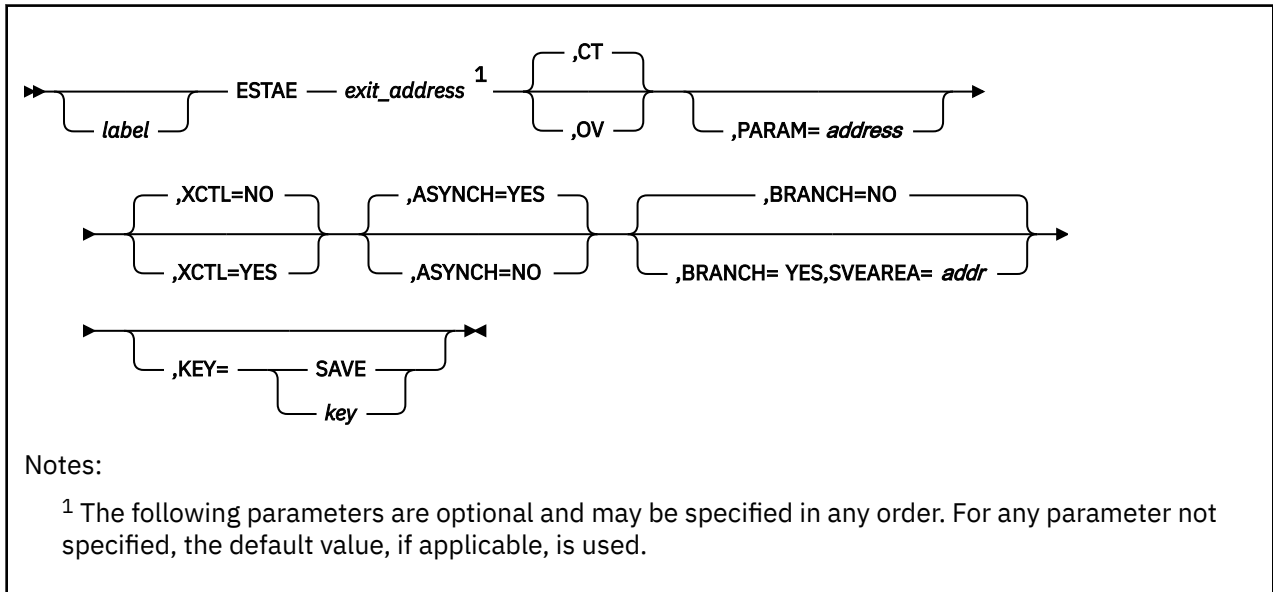 ,CT
ESTAE exit_address 1
label ,OV ,PARAM= address
,XCTL=NO ,ASYNCH=YES ,BRANCH=NO
,XCTL=YES ,ASYNCH=NO ,BRANCH= YES,SVEAREA= addr
,KEY= SAVE
key
Notes:
1 The following parameters are optional and may be specified in any order. For any parameter not
specified, the default value, if applicable, is used.